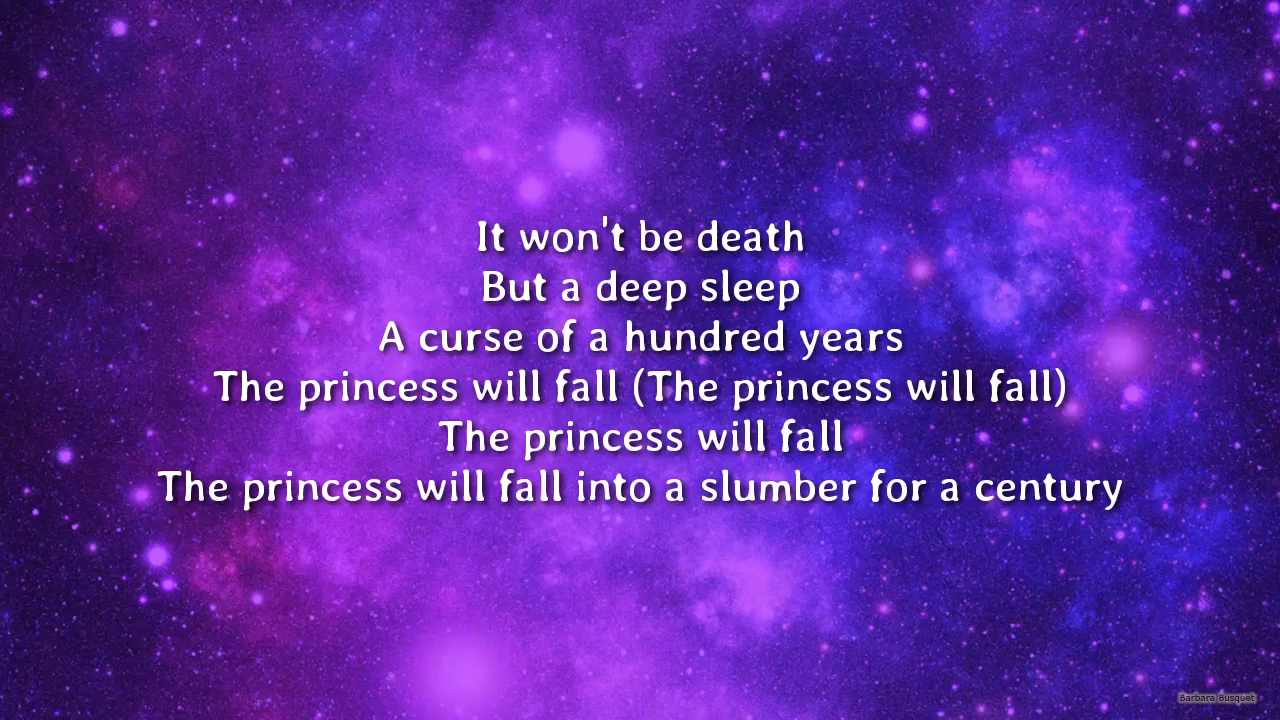 It won't be death
But a deep sleep
A curse of a hundred years
The princess will fall (The princess will fall)
The princess will fall
The princess will fall into a slumber for a century
Barbara Busquet